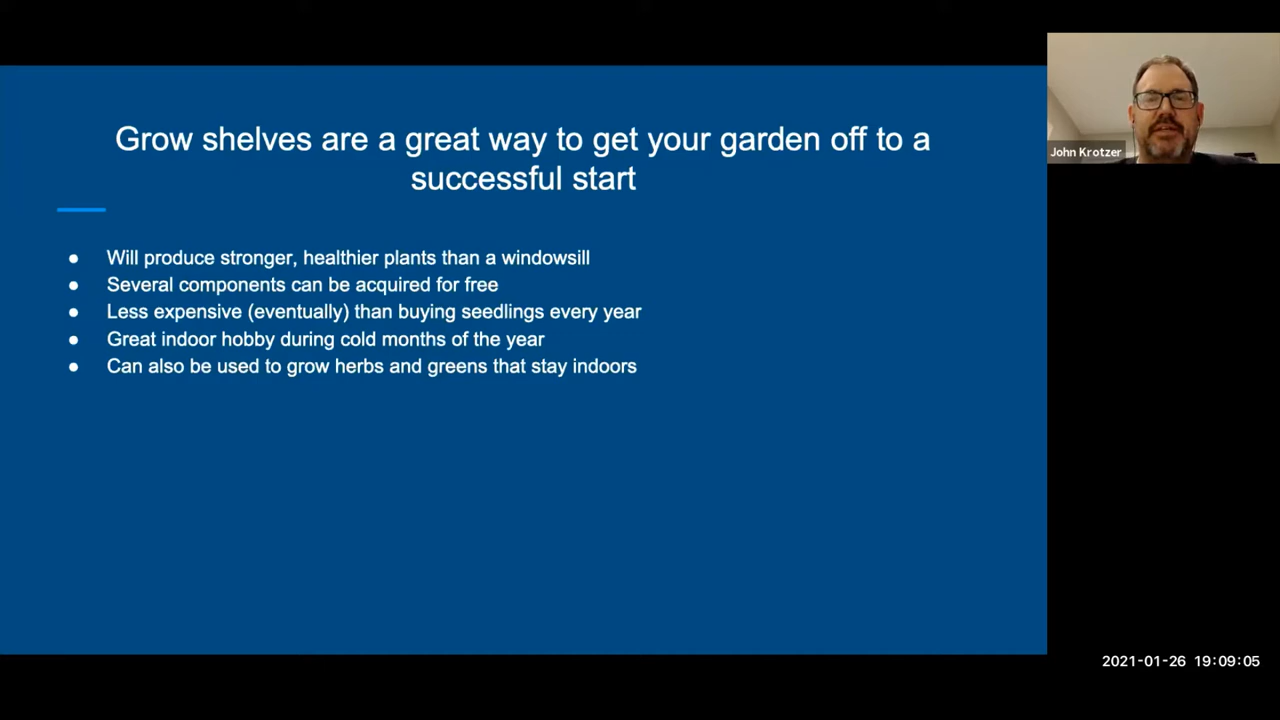 Grow shelves are a great way to get your garden off to a
successful start
● Will produce stronger, healthier plants than a windowsill
● Several components can be acquired for free
● Less expensive (eventually) than buying seedlings every year
● Great indoor hobby during cold months of the year
● Can also be used to grow herbs and greens that stay indoors
John Krotzer
2021-01-26 19:09:05